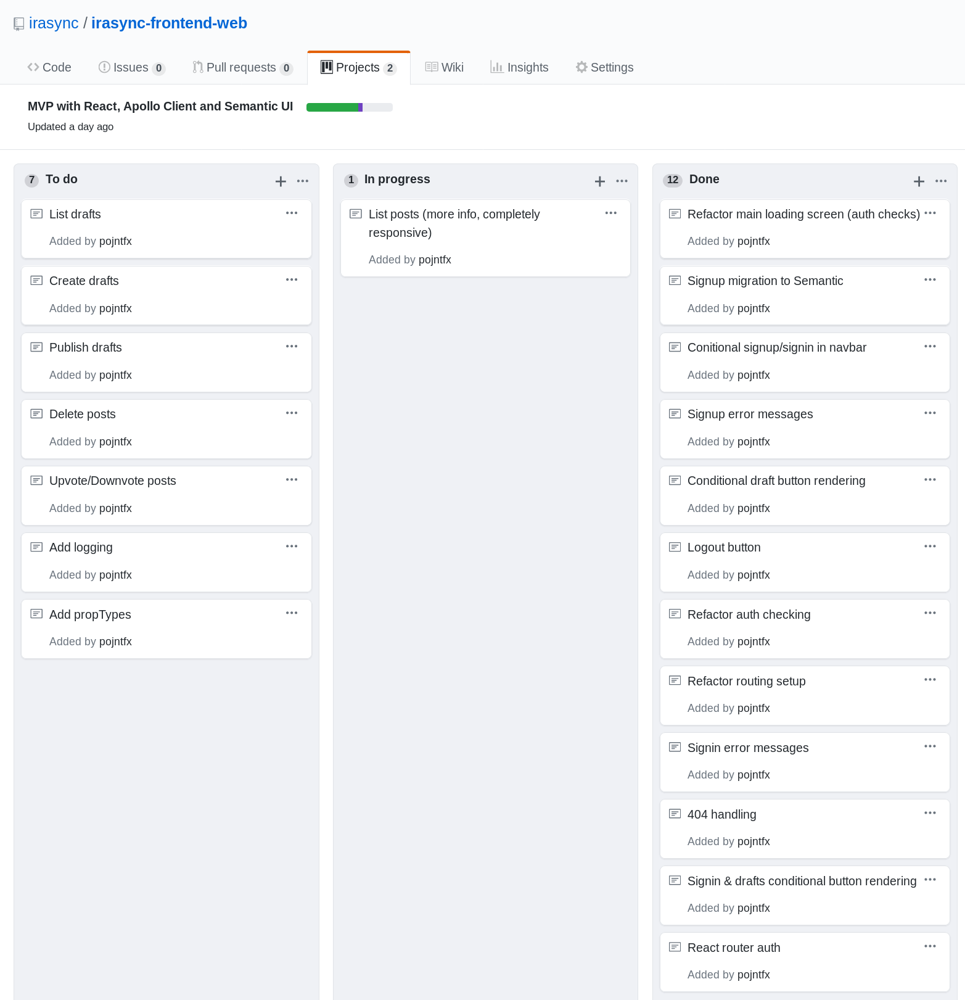 irasync / irasync-frontend-web
Code Issues 0 Pull requests 0 Projects 2 Wiki Insights Settings
MVP with React, Apollo Client and Semantic UI
Updated a day ago
7 To do
List drafts
Added by pojntfx
Create drafts
Added by pojntfx
Publish drafts
Added by pojntfx
Delete posts
Added by pojntfx
Upvote/Downvote posts
Added by pojntfx
Add logging
Added by pojntfx
Add propTypes
Added by pojntfx
1 In progress
List posts (more info, completely
responsive)
Added by pojntfx
12 Done
Refactor main loading screen (auth checks)
Added by pojntfx
Signup migration to Semantic
Added by pojntfx
Conitional signup/signin in navbar
Added by pojntfx
Signup error messages
Added by pojntfx
Conditional draft button rendering
Added by pojntfx
Logout button
Added by pojntfx
Refactor auth checking
Added by pojntfx
Refactor routing setup
Added by pojntfx
Signin error messages
Added by pojntfx
404 handling
Added by pojntfx
Signin & drafts conditional button rendering
Added by pojntfx
React router auth
Added by pojntfx